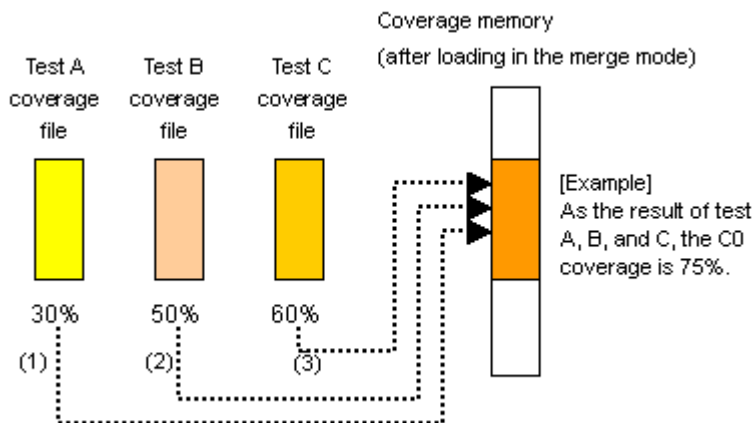 Coverage memory
(after loading in the merge mode)
Test A
coverage
file
Test B
coverage
file
Test C
coverage
file
[Example]
As the result of test
A, B, and C, the C0
coverage is 75%.
30%
50%
60%
(1)
(2)
(3)